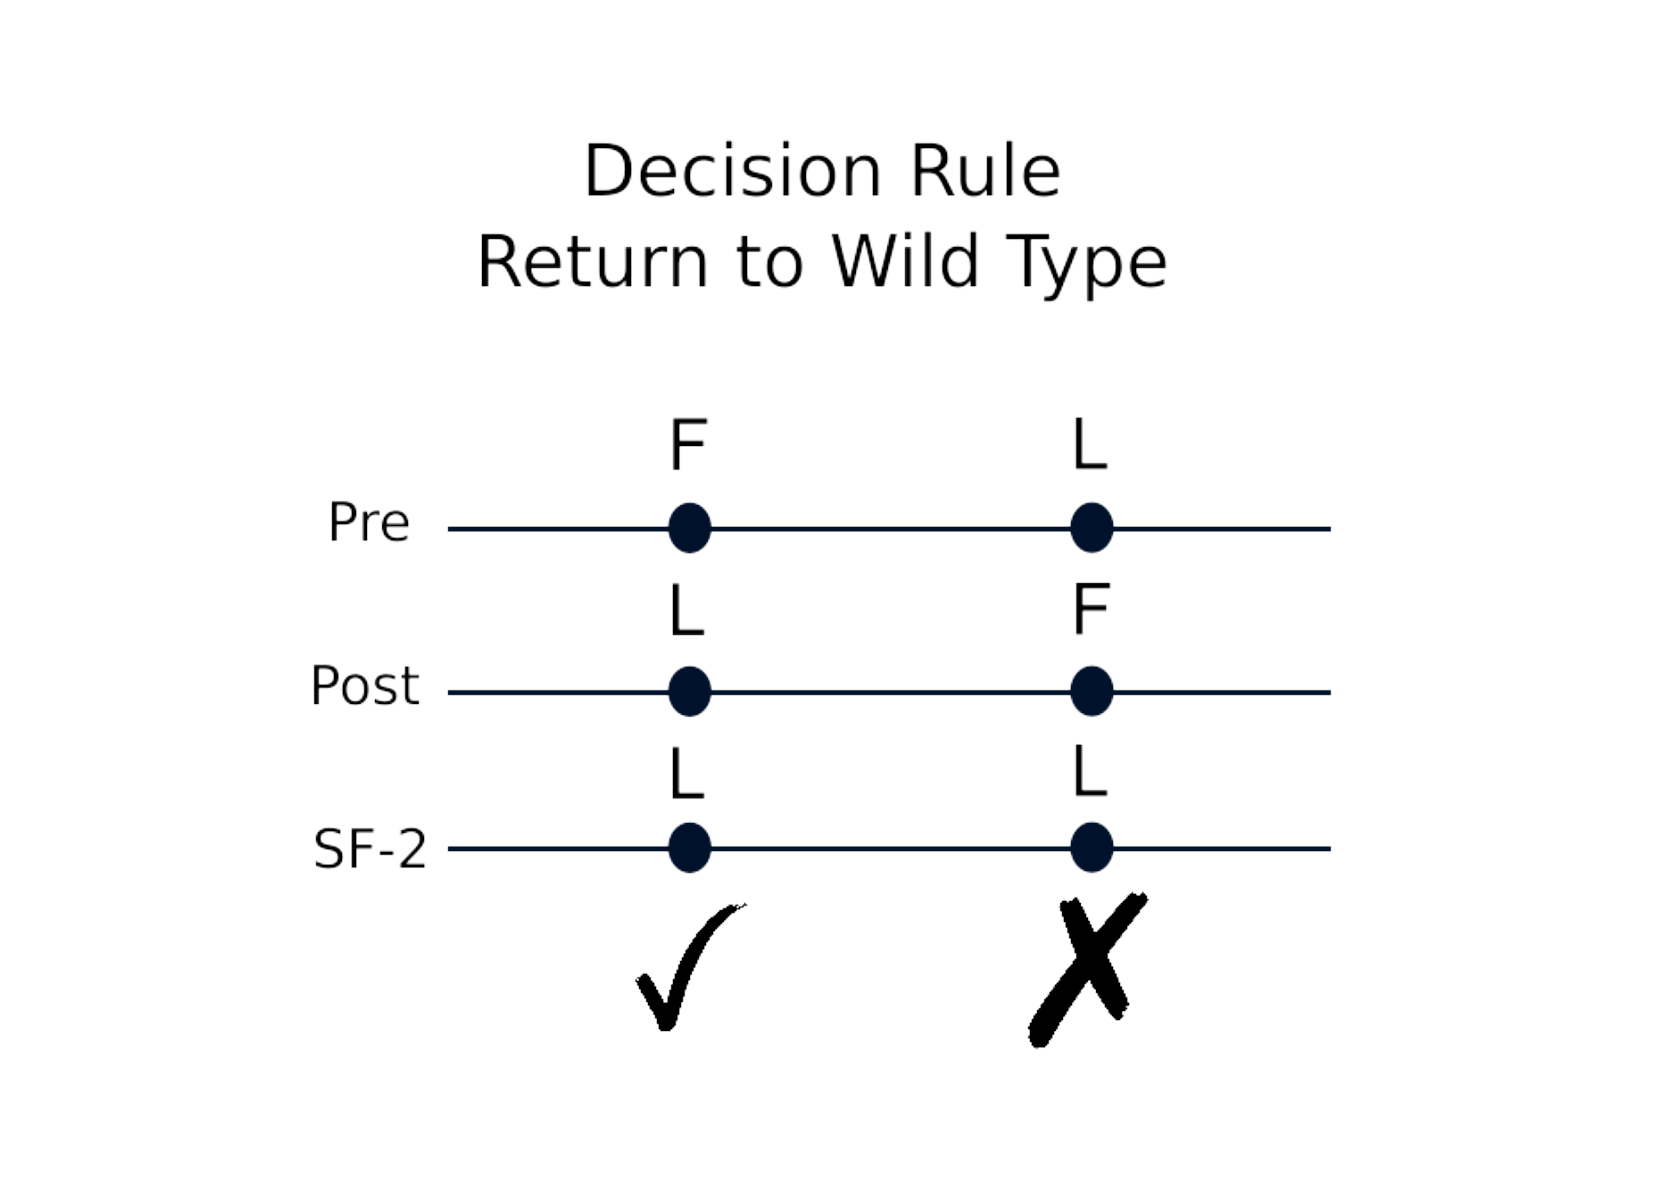 Decision Rule
Return to Wild Type
F L
Pre
L F
Post
L L
SF-2